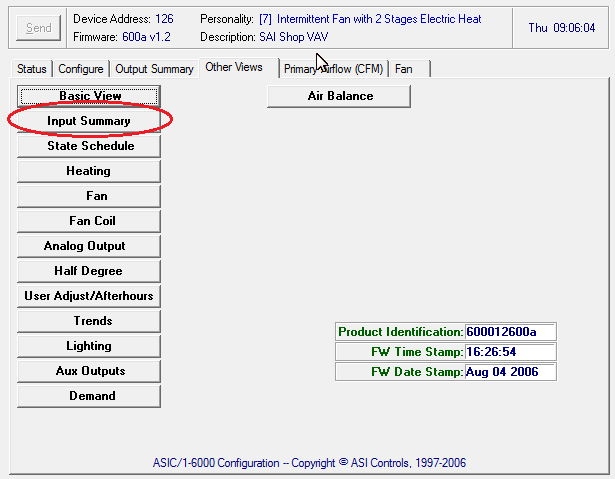 Send
Device Address: 126 Personality: [7] Intermittent Fan with 2 Stages Electric Heat
Firmware: 600a v1.2 Description: SAI Shop VAV
Thu 09:06:04
Status Configure Output Summary Other Views Primary Airflow (CFM) Fan
Basic View Air Balance
Input Summary
State Schedule
Heating
Fan
Fan Coil
Analog Output
Half Degree
User Adjust/Afterhours
Trends
Lighting
Aux Outputs
Demand
Product Identification: 600012600a
FW Time Stamp: 16:26:54
FW Date Stamp: Aug 04 2006
ASIC/1-6000 Configuration -- Copyright © ASI Controls, 1997-2006